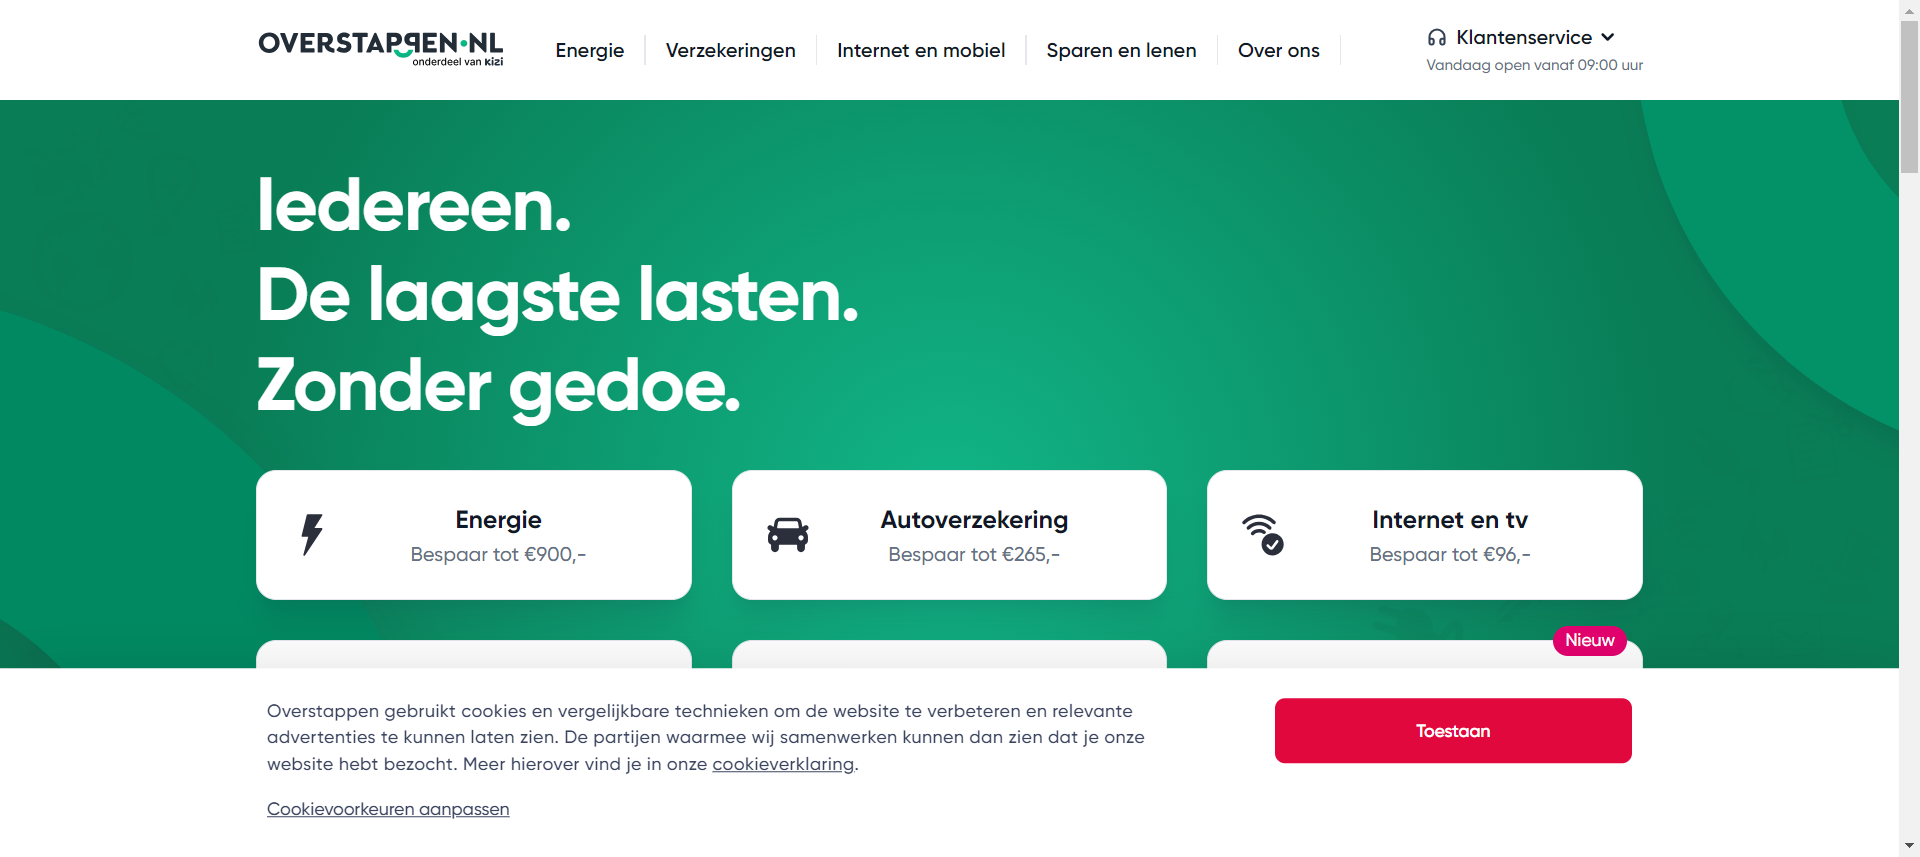 OVERSTAPPEN.NL
onderdeel van kizi
Energie
Verzekeringen
Internet en mobiel
Sparen en lenen
Over ons
Klantenservice
Vandaag open vanaf 09:00 uur
Iedereen.
De laagste lasten.
Zonder gedoe.
Energie
Bespaar tot €900,-
Autoverzekering
Bespaar tot €265,-
Internet en tv
Bespaar tot €96,-
Nieuw
Overstappen gebruikt cookies en vergelijkbare technieken om de website te verbeteren en relevante
advertenties te kunnen laten zien. De partijen waarmee wij samenwerken kunnen dan zien dat je onze
website hebt bezocht. Meer hierover vind je in onze cookieverklaring.
Cookievoorkeuren aanpassen
Toestaan